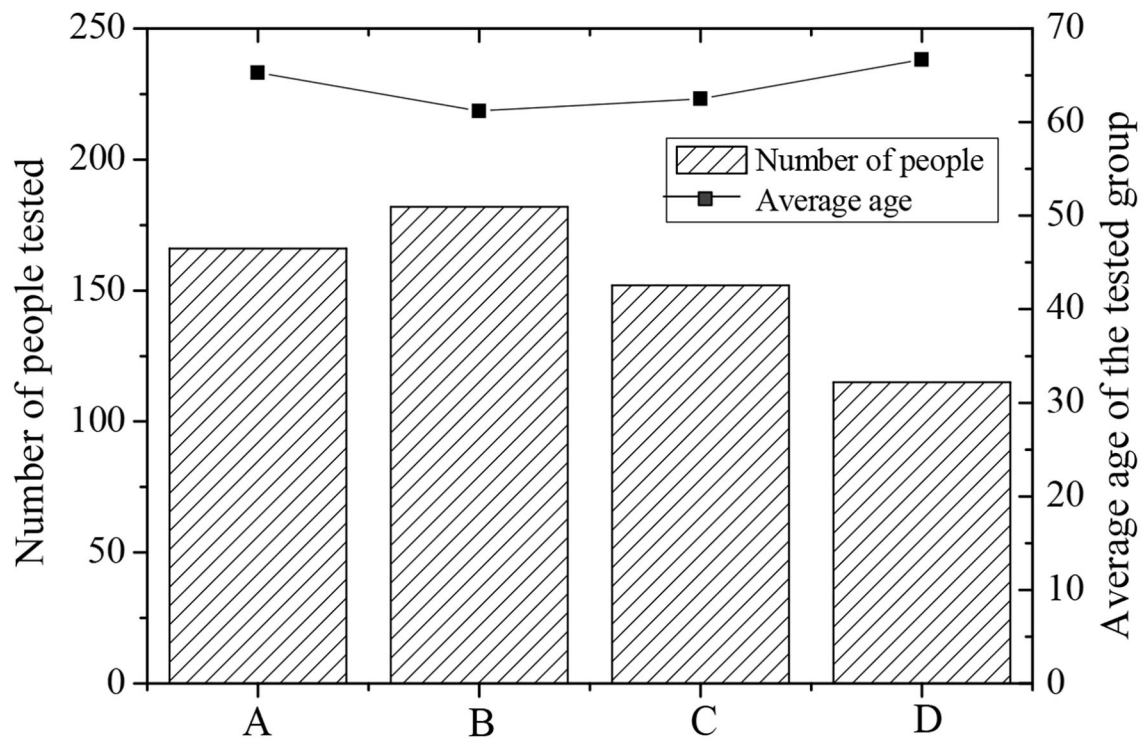 Number of people tested
250
200
150
100
50
0
Number of people
Average age
70
60
50
40
30
20
10
0
Average age of the tested group
A
B
C
D